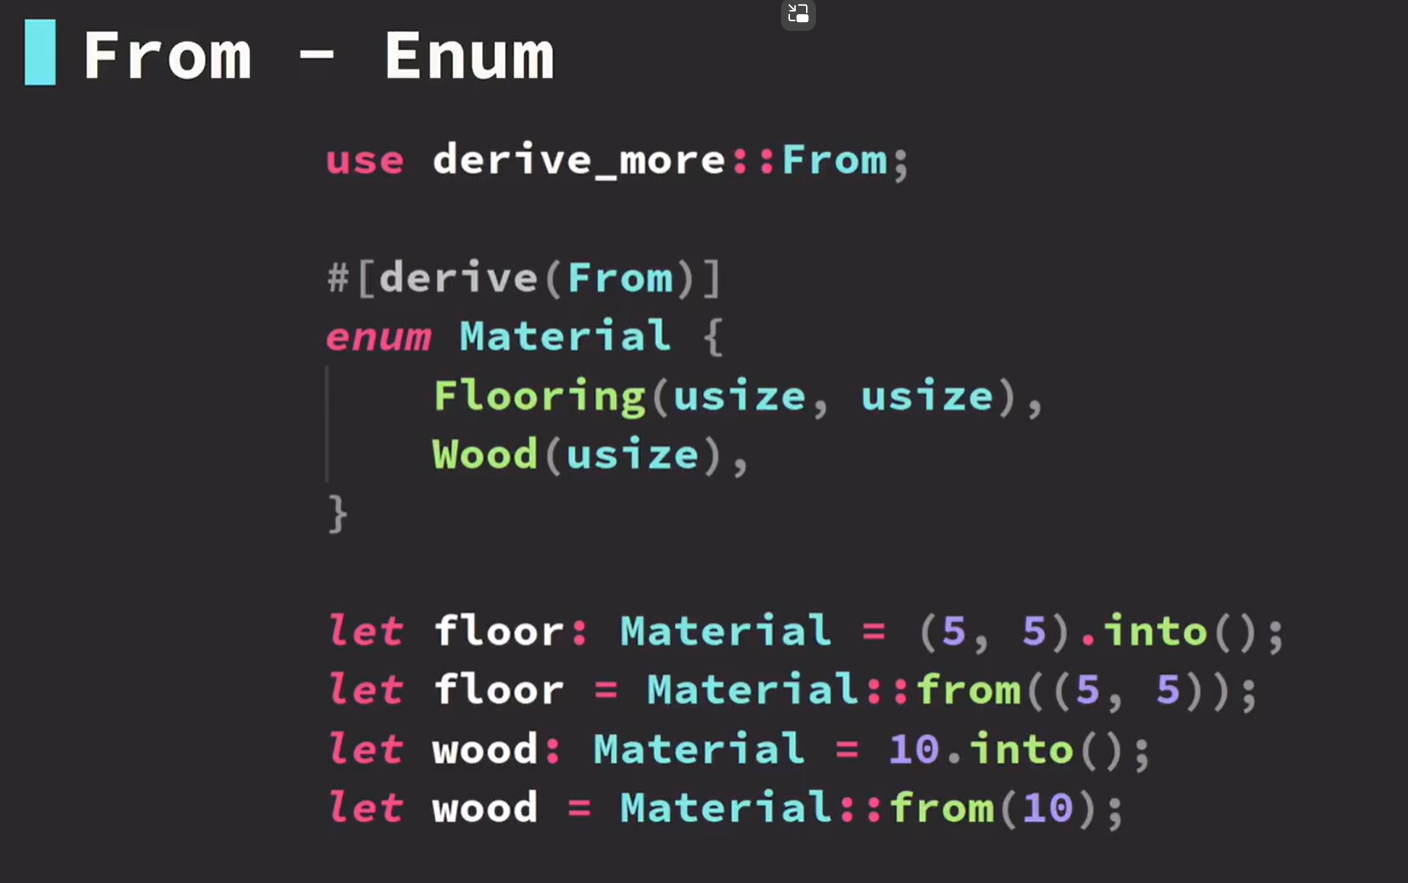 From - Enum
use derive_more::From;
#[derive(From)]
enum Material {
    Flooring(usize, usize),
    Wood(usize),
}
let floor: Material = (5, 5).into();
let floor = Material::from((5, 5));
let wood: Material = 10.into();
let wood = Material::from(10);